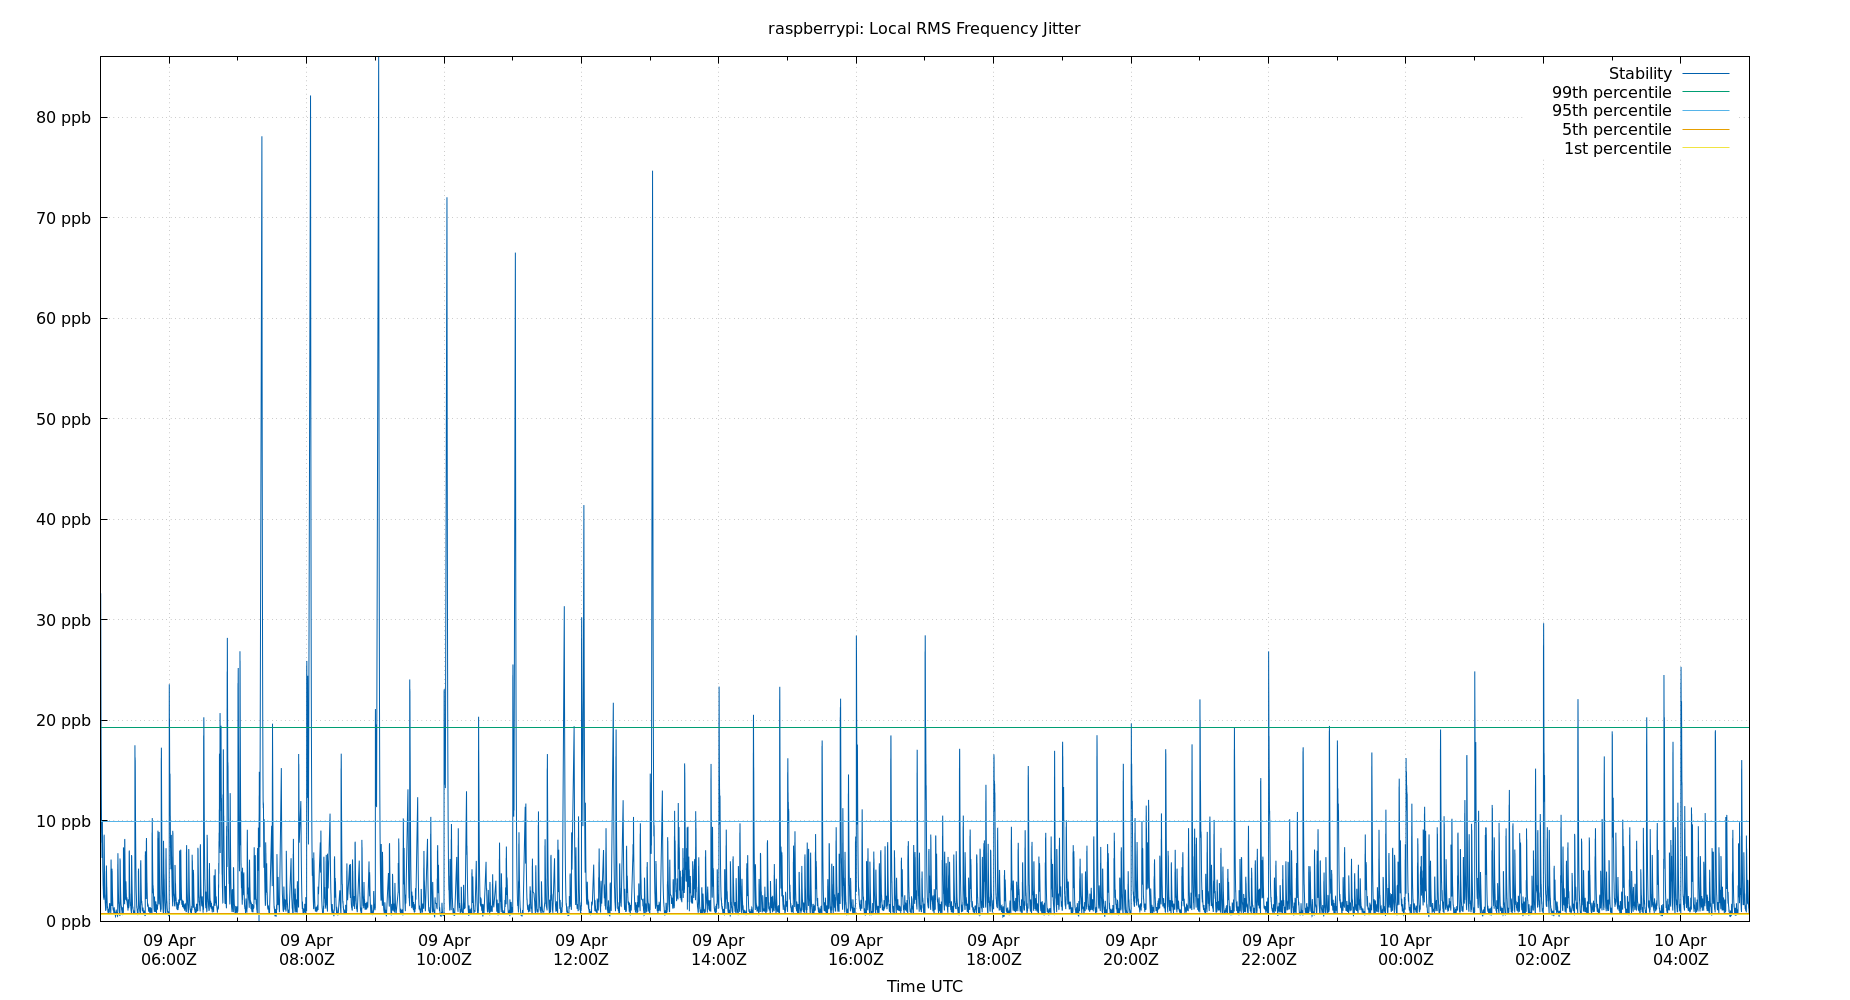 raspberrypi: Local RMS Frequency Jitter
Stability
99th percentile
95th percentile
5th percentile
1st percentile
80 ppb
70 ppb
60 ppb
50 ppb
40 ppb
30 ppb
20 ppb
10 ppb
0 ppb
09 Apr 09 Apr 09 Apr 09 Apr 09 Apr 09 Apr 09 Apr 09 Apr 09 Apr 10 Apr 10 Apr 10 Apr
06:00Z 08:00Z 10:00Z 12:00Z 14:00Z 16:00Z 18:00Z 20:00Z 22:00Z 00:00Z 02:00Z 04:00Z
Time UTC